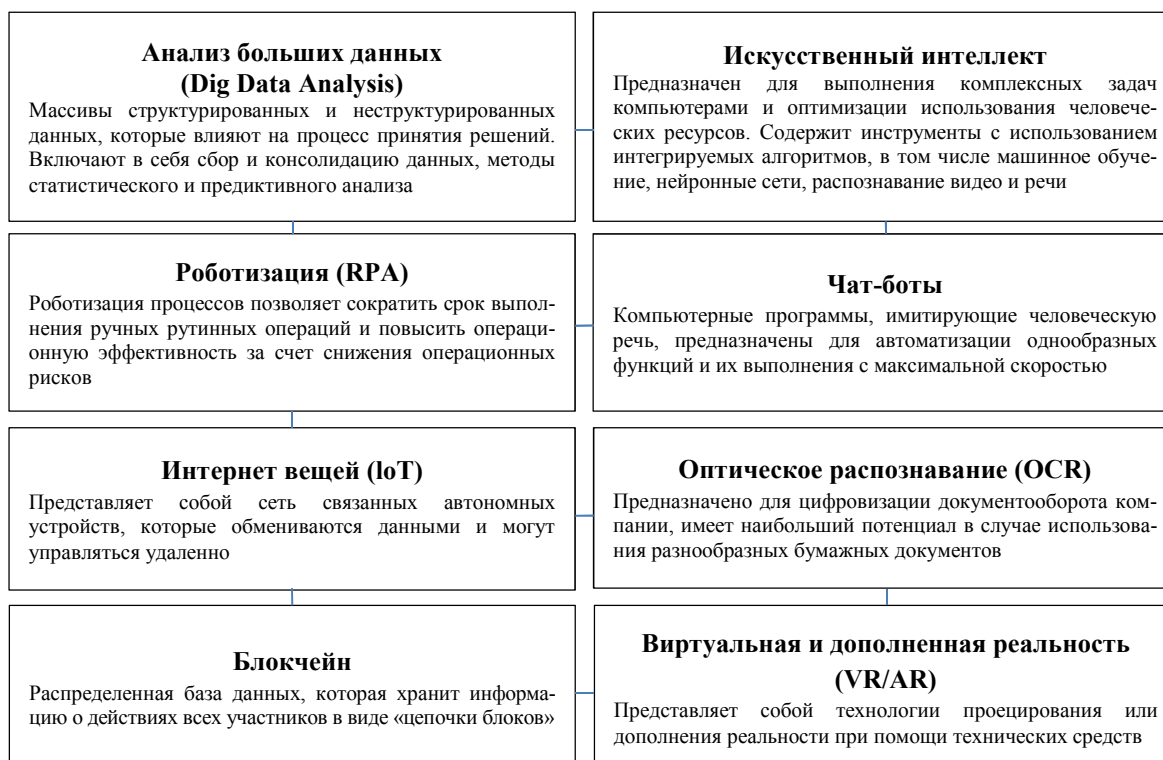 Анализ больших данных
(Dig Data Analysis)
Массивы структурированных и неструктурированных
данных, которые влияют на процесс принятия решений.
Включают в себя сбор и консолидацию данных, методы
статистического и предиктивного анализа
Искусственный интеллект
Предназначен для выполнения комплексных задач
компьютерами и оптимизации использования человече-
ских ресурсов. Содержит инструменты с использованием
интегрируемых алгоритмов, в том числе машинное обуче-
ние, нейронные сети, распознавание видео и речи
Роботизация (RPA)
Роботизация процессов позволяет сократить срок выпол-
нения ручных рутинных операций и повысить операци-
онную эффективность за счет снижения операционных
рисков
Чат-боты
Компьютерные программы, имитирующие человеческую
речь, предназначены для автоматизации однообразных
функций и их выполнения с максимальной скоростью
Интернет вещей (loT)
Представляет собой сеть связанных автономных
устройств, которые обмениваются данными и могут
управляться удаленно
Оптическое распознавание (OCR)
Предназначено для цифровизации документооборота ком-
пании, имеет наибольший потенциал в случае использова-
ния разнообразных бумажных документов
Блокчейн
Распределенная база данных, которая хранит информа-
цию о действиях всех участников в виде «цепочки блоков»
Виртуальная и дополненная реальность
(VR/AR)
Представляет собой технологии проецирования или
дополнения реальности при помощи технических средств